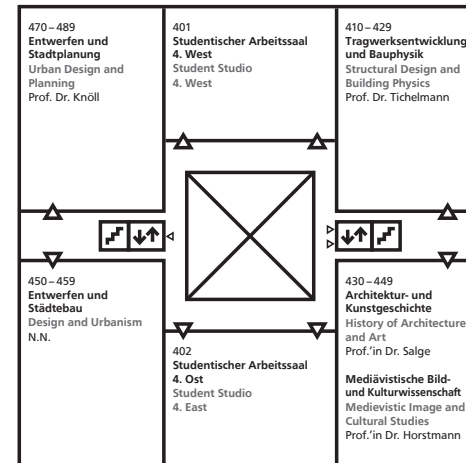 470–489
Entwerfen und
Stadtplanung
Urban Design and
Planning
Prof. Dr. Knöll
401
Studentischer Arbeitssaal
4. West
Student Studio
4. West
410–429
Tragwerksentwicklung
und Bauphysik
Structural Design and
Building Physics
Prof. Dr. Tichelmann
450–459
Entwerfen und
Städtebau
Design and Urbanism
N.N.
402
Studentischer Arbeitssaal
4. Ost
Student Studio
4. East
430–449
Architektur- und
Kunstgeschichte
History of Architecture
and Art
Prof.'in Dr. Salge
Mediävistische Bild-
und Kulturwissenschaft
Medievistic Image and
Cultural Studies
Prof.'in Dr. Horstmann